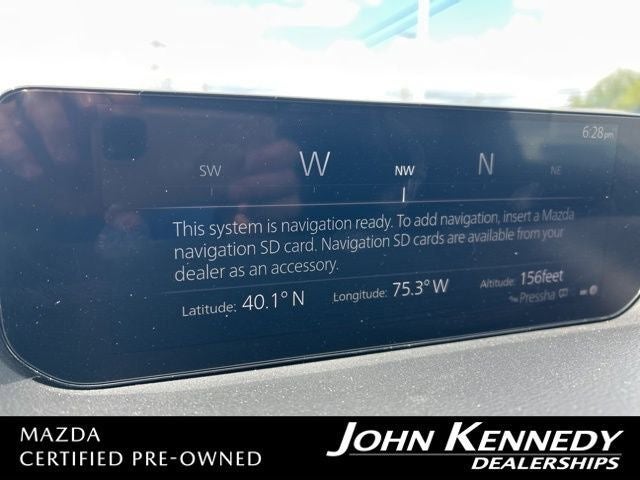 6:28pm
SW W NW N NE
This system is navigation ready. To add navigation, insert a Mazda
navigation SD card. Navigation SD cards are available from your
dealer as an accessory.
Latitude: 40.1° N Longitude: 75.3° W Altitude: 156feet
Pressha
MAZDA
CERTIFIED PRE-OWNED
JOHN KENNEDY
DEALERSHIPS